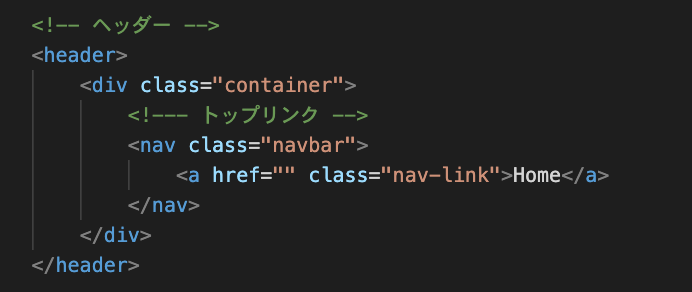 <!-- ヘッダー -->
<header>
<div class="container">
<!--- トップリンク -->
<nav class="navbar">
<a href="" class="nav-link">Home</a>
</nav>
</div>
</header>